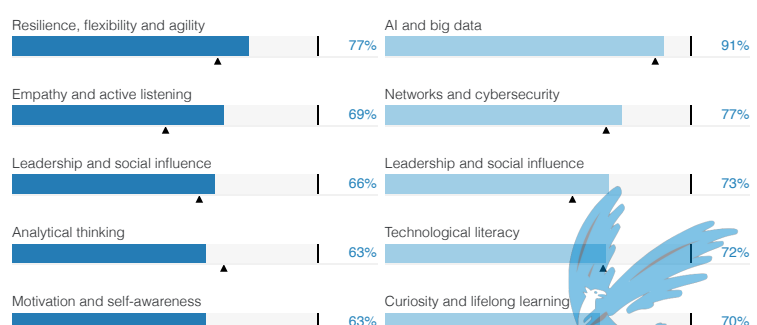 Resilience, flexibility and agility
77%
Empathy and active listening
69%
Leadership and social influence
66%
Analytical thinking
63%
Motivation and self-awareness
63%
AI and big data
91%
Networks and cybersecurity
77%
Leadership and social influence
73%
Technological literacy
72%
Curiosity and lifelong learning
70%